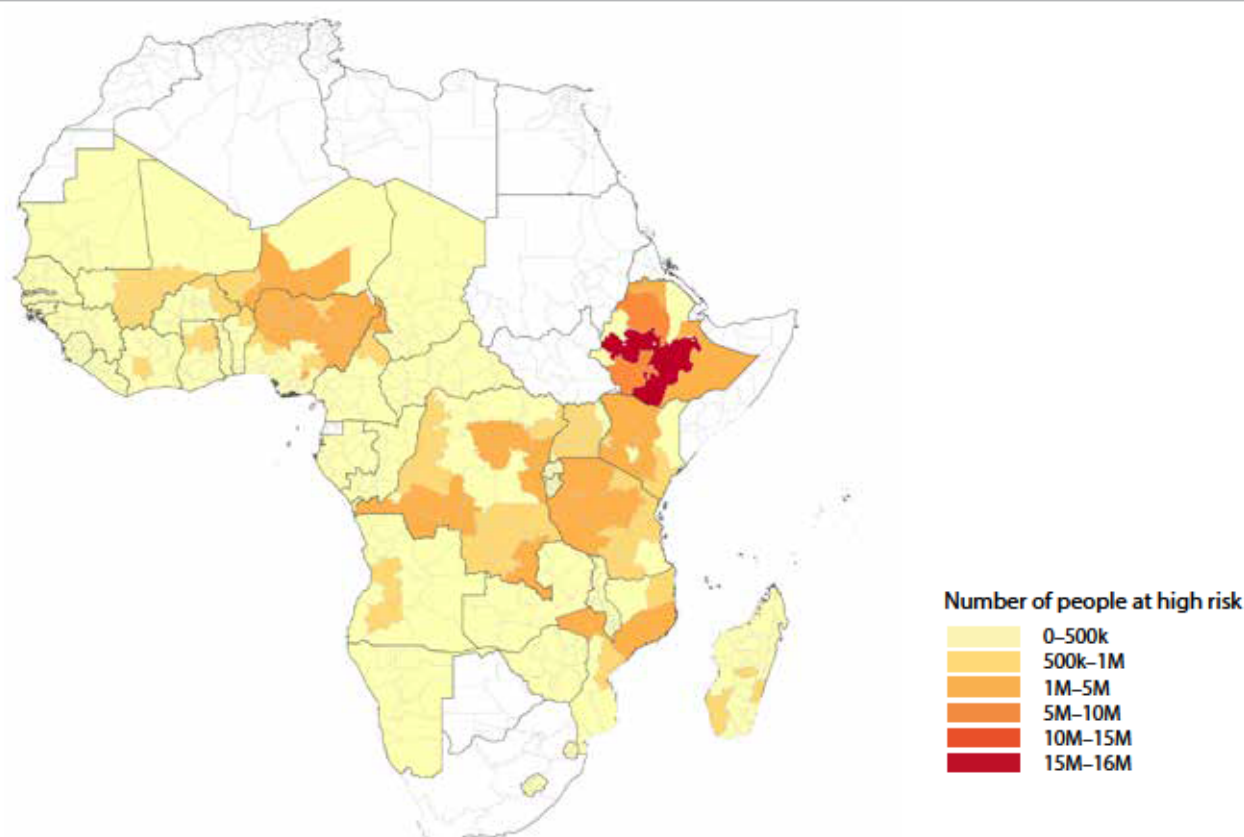 Number of people at high risk
0–500k
500k–1M
1M–5M
5M–10M
10M–15M
15M–16M